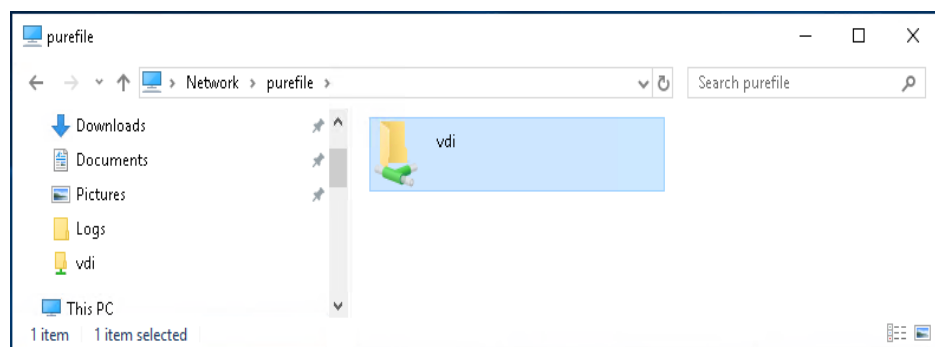 purefile
Network purefile
Search purefile
Downloads
Documents
Pictures
Logs
vdi
This PC
vdi
1 item 1 item selected